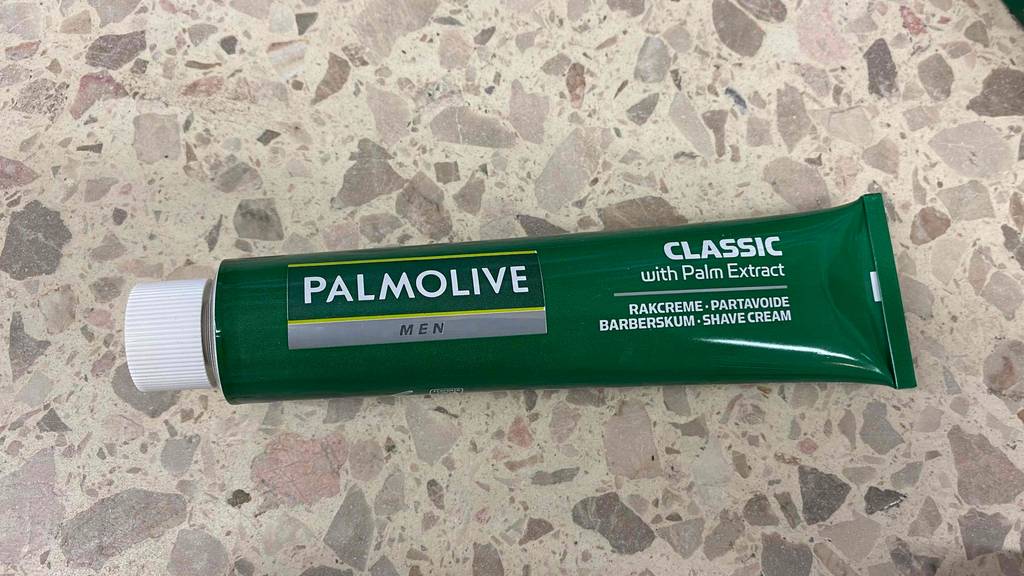 PALMOLIVE
MEN
CLASSIC
with Palm Extract
RAKCREME · PARTAVOIDE
BARBERSKUM · SHAVE CREAM